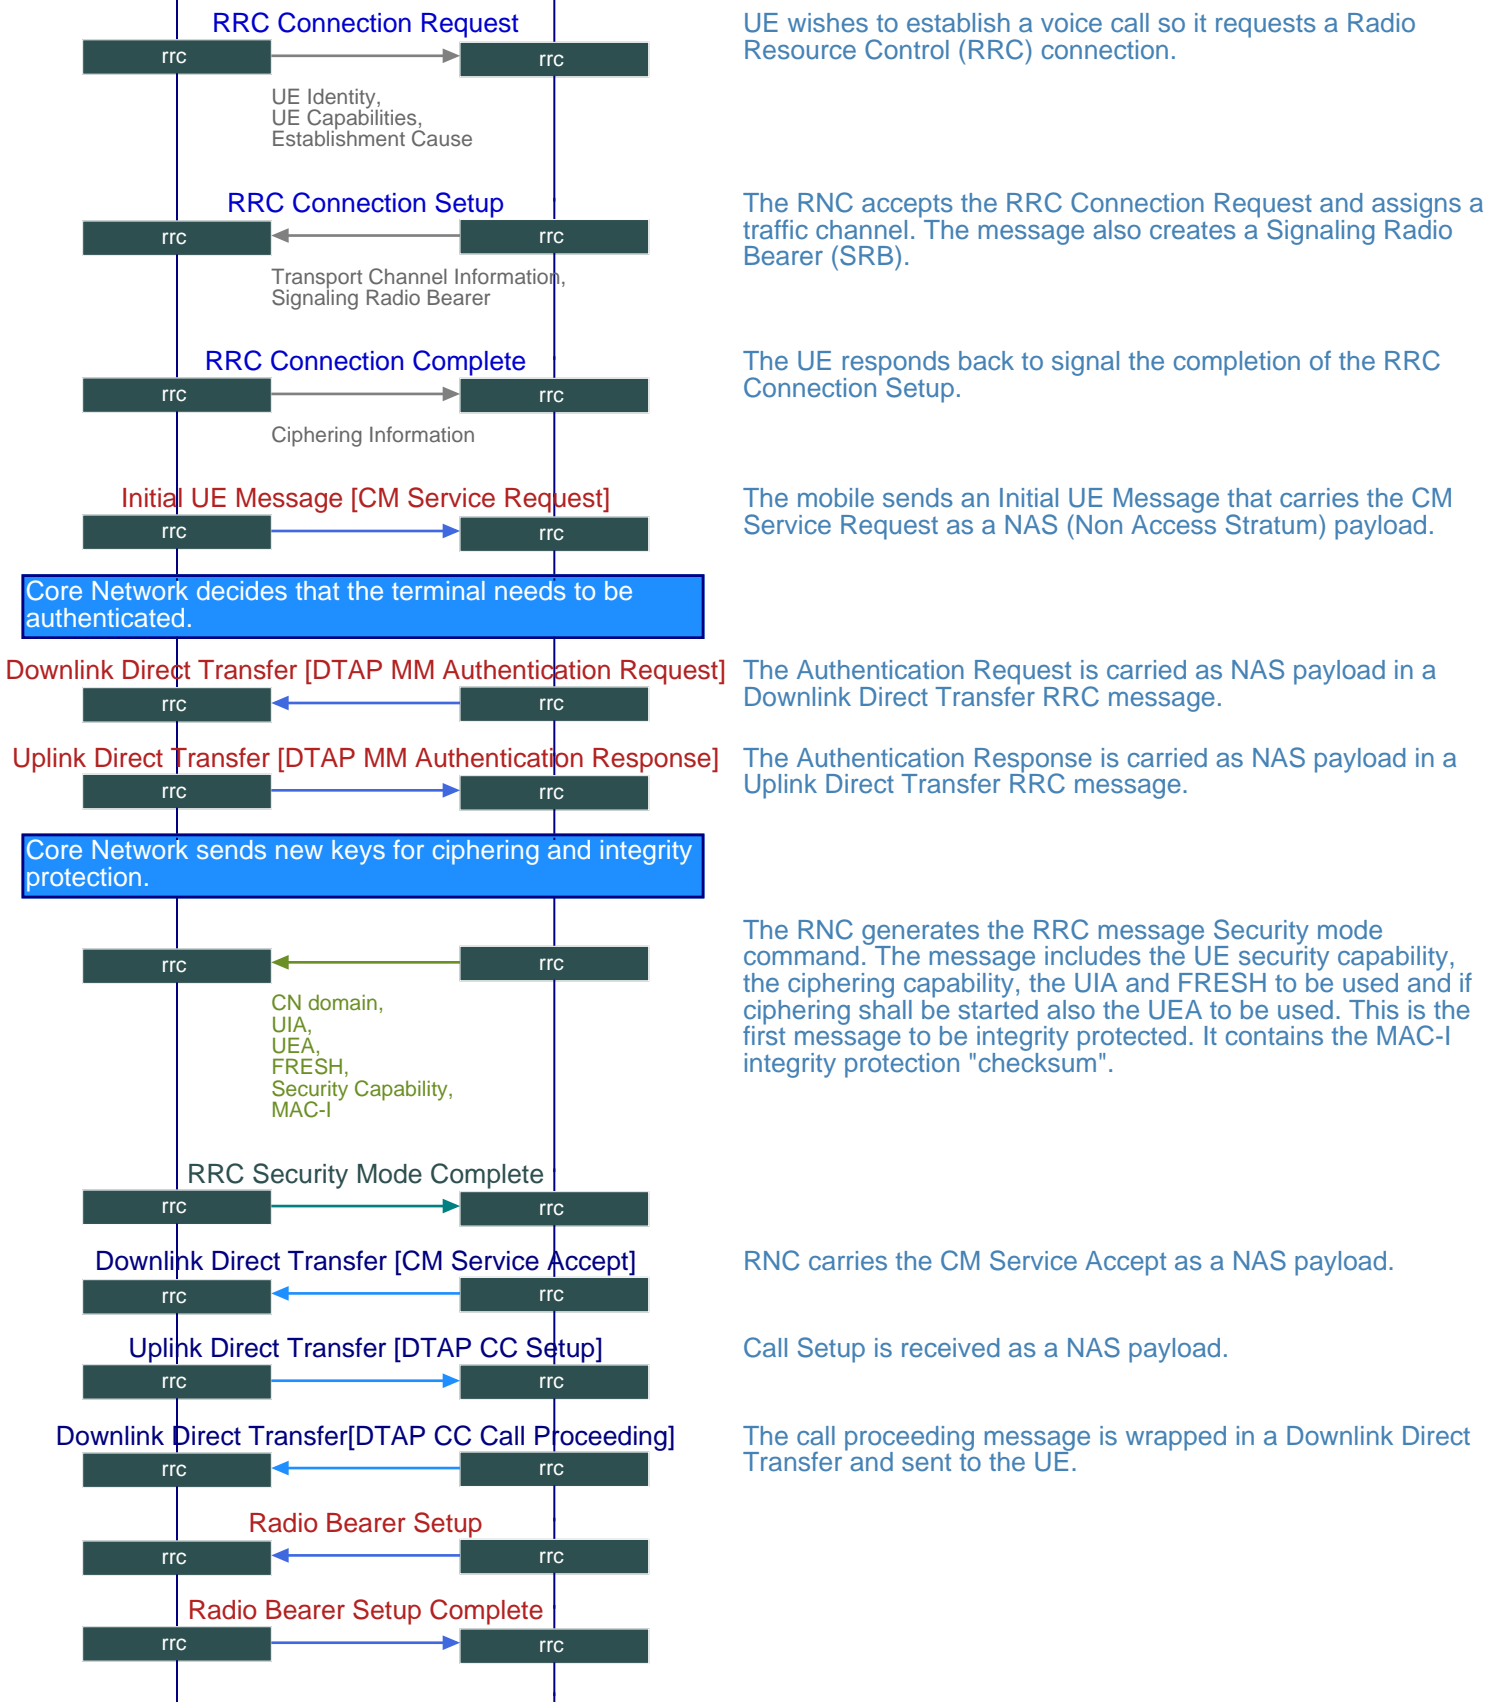 RRC Connection Request
UE wishes to establish a voice call so it requests a Radio
Resource Control (RRC) connection.
rrc
rrc
UE Identity,
UE Capabilities,
Establishment Cause
RRC Connection Setup
The RNC accepts the RRC Connection Request and assigns a
traffic channel. The message also creates a Signaling Radio
Bearer (SRB).
rrc
rrc
Transport Channel Information,
Signaling Radio Bearer
RRC Connection Complete
The UE responds back to signal the completion of the RRC
Connection Setup.
rrc
rrc
Ciphering Information
Initial UE Message [CM Service Request]
The mobile sends an Initial UE Message that carries the CM
Service Request as a NAS (Non Access Stratum) payload.
rrc
rrc
Core Network decides that the terminal needs to be
authenticated.
Downlink Direct Transfer [DTAP MM Authentication Request]
The Authentication Request is carried as NAS payload in a
Downlink Direct Transfer RRC message.
rrc
rrc
Uplink Direct Transfer [DTAP MM Authentication Response]
The Authentication Response is carried as NAS payload in a
Uplink Direct Transfer RRC message.
rrc
rrc
Core Network sends new keys for ciphering and integrity
protection.
The RNC generates the RRC message Security mode
command. The message includes the UE security capability,
the ciphering capability, the UIA and FRESH to be used and if
ciphering shall be started also the UEA to be used. This is the
first message to be integrity protected. It contains the MAC-I
integrity protection "checksum".
rrc
rrc
CN domain,
UIA,
UEA,
FRESH,
Security Capability,
MAC-I
RRC Security Mode Complete
rrc
rrc
Downlink Direct Transfer [CM Service Accept]
RNC carries the CM Service Accept as a NAS payload.
rrc
rrc
Uplink Direct Transfer [DTAP CC Setup]
Call Setup is received as a NAS payload.
rrc
rrc
Downlink Direct Transfer[DTAP CC Call Proceeding]
The call proceeding message is wrapped in a Downlink Direct
Transfer and sent to the UE.
rrc
rrc
Radio Bearer Setup
rrc
rrc
Radio Bearer Setup Complete
rrc
rrc